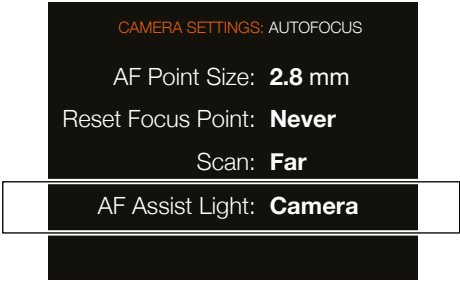 CAMERA SETTINGS: AUTOFOCUS
AF Point Size: 2.8 mm
Reset Focus Point: Never
Scan: Far
AF Assist Light: Camera